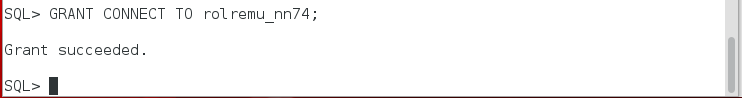 SQL> GRANT CONNECT TO rolremu_nn74;
Grant succeeded.
SQL>